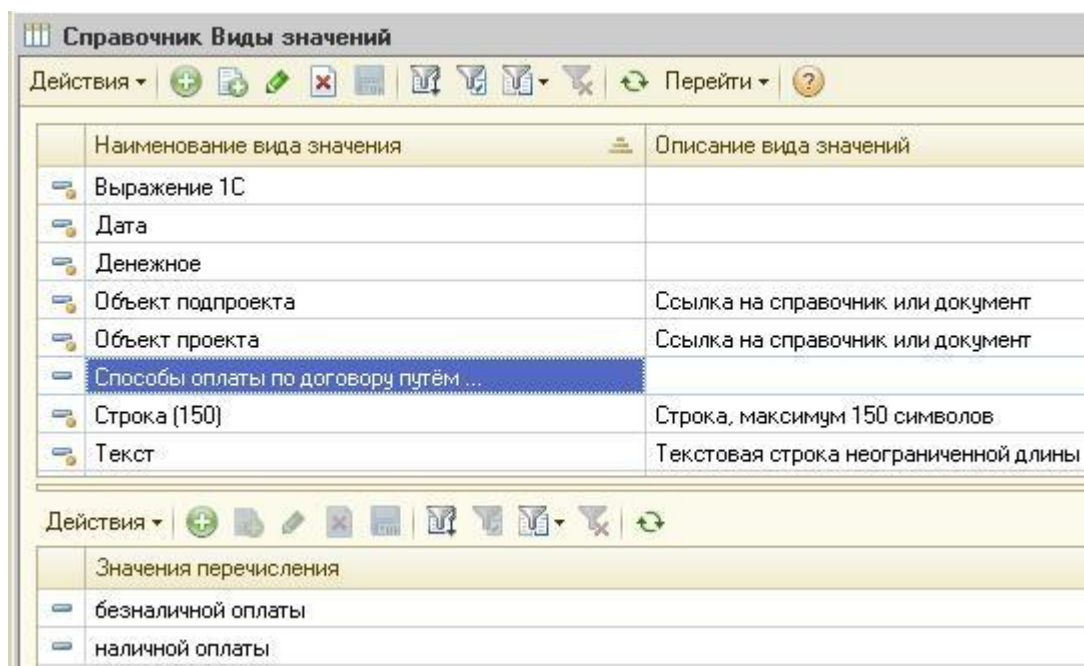 Справочник Виды значений
Действия Перейти
Наименование вида значения Описание вида значений
Выражение 1С
Дата
Денежное
Объект подпроекта Ссылка на справочник или документ
Объект проекта Ссылка на справочник или документ
Способы оплаты по договору путём ...
Строка (150) Строка, максимум 150 символов
Текст Текстовая строка неограниченной длины
Действия
Значения перечисления
безналичной оплаты
наличной оплаты